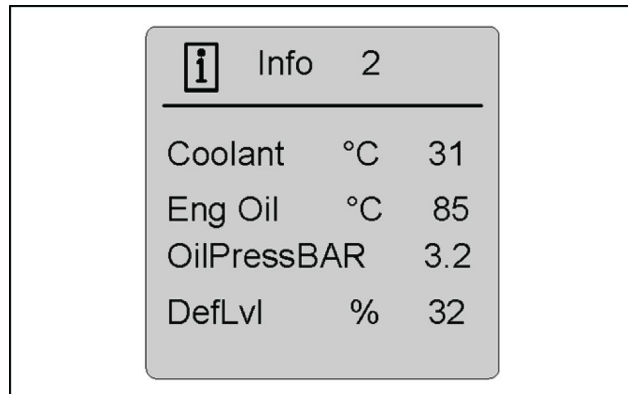 i Info 2
Coolant °C 31
Eng Oil °C 85
OilPressBAR 3.2
DefLvl % 32